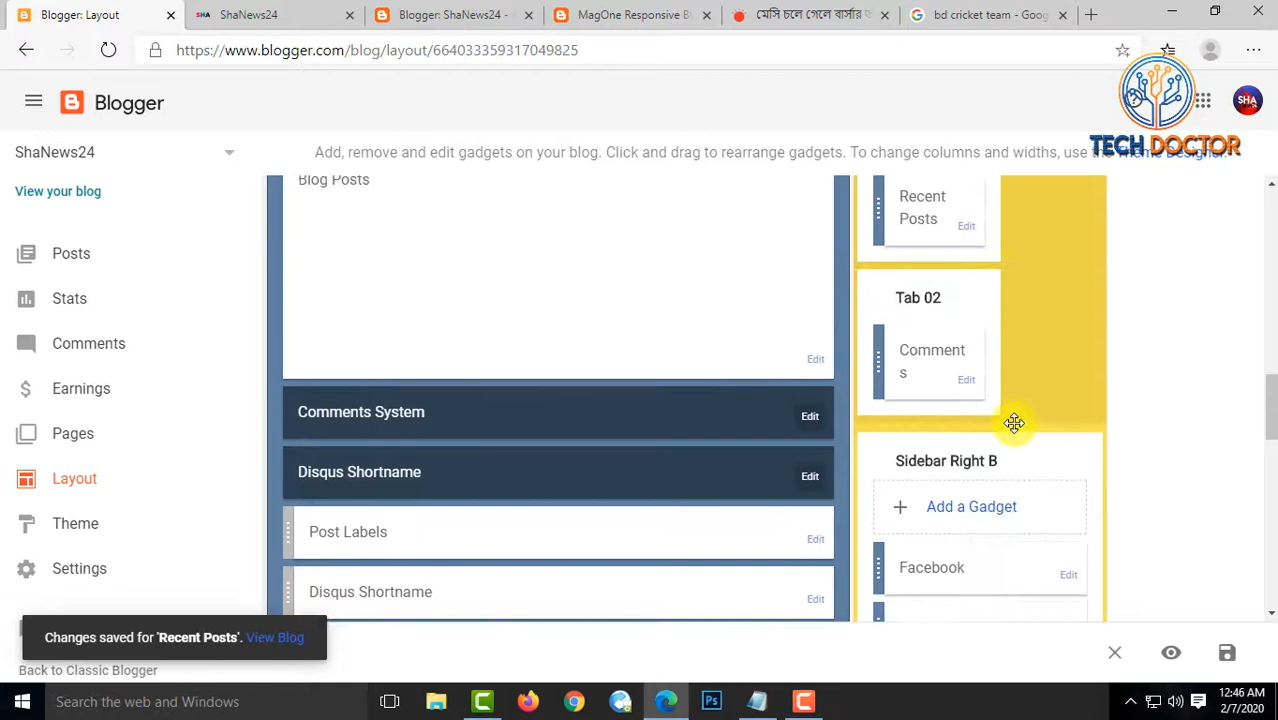 Blogger: Layout
ShaNews24
Blogger: ShaNews24 -
MagOne Responsive Bl
মেসি চলে গেলে বার্সার
bd cricket team - Goog
https://www.blogger.com/blog/layout/664033359317049825
Blogger
SHA
TECH DOCTOR
ShaNews24
Add, remove and edit gadgets on your blog. Click and drag to rearrange gadgets. To change columns and widths, use the Theme Designer.
View your blog
Posts
Stats
Comments
Earnings
Pages
Layout
Theme
Settings
Back to Classic Blogger
Blog Posts
Edit
Comments System
Edit
Disqus Shortname
Edit
Post Labels
Edit
Disqus Shortname
Edit
Recent
Posts
Edit
Tab 02
Comment
s
Edit
Sidebar Right B
Add a Gadget
Facebook
Edit
Changes saved for 'Recent Posts'. View Blog
Search the web and Windows
12:46 AM
2/7/2020